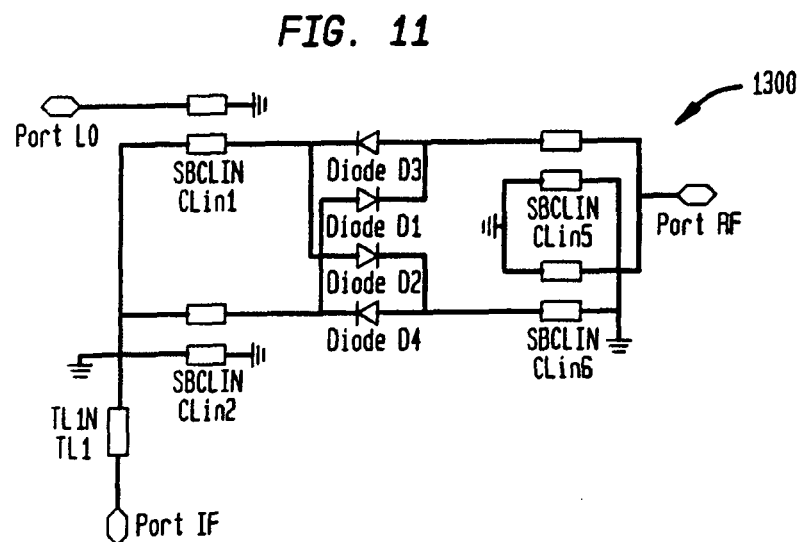 FIG. 11
1300
Port LO
SBCLIN
CLin1
Diode D3
Diode D1
Diode D2
Diode D4
SBCLIN
CLin5
Port RF
SBCLIN
CLin6
SBCLIN
CLin2
TL1N
TL1
Port IF